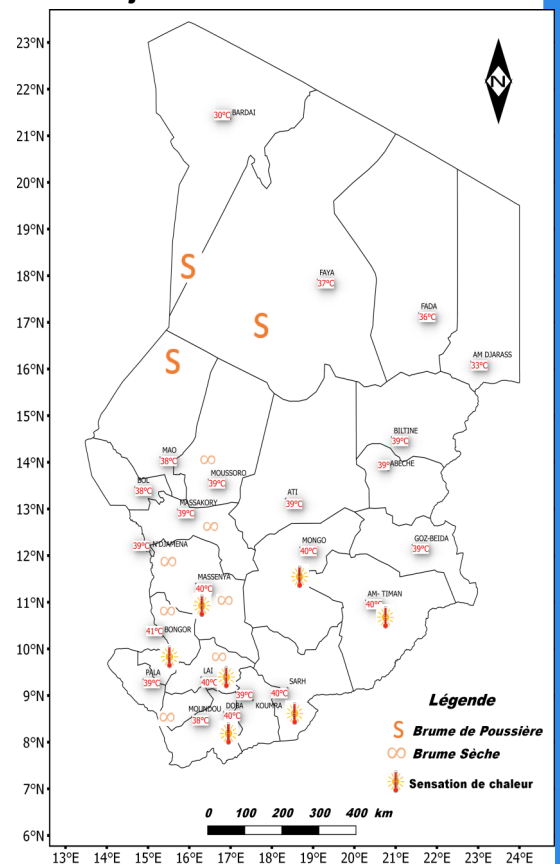 23°N
22°N
21°N
20°N
19°N
18°N
17°N
16°N
15°N
14°N
13°N
12°N
11°N
10°N
9°N
8°N
7°N
6°N
N
30°C BARDAI
S
FAYA
37°C
S
FADA
36°C
S
AM DJARASS
33°C
BILTINE
39°C
MAO
38°C
39°C ABECHE
MOUSSORO
39°C
BOL
38°C
ATI
39°C
MASSAKORY
39°C
39°C N'DJAMENA
MONGO
40°C
GOZ-BEIDA
39°C
MASSENYA
40°C
AM- TIMAN
40°C
41°C BONGOR
PALA
39°C
LAI
40°C
SARH
40°C
39°C
KOUMRA
MOUNDOU
38°C
DOBA
40°C
Légende
S Brume de Poussière
∞ Brume Sèche
Sensation de chaleur
0 100 200 300 400 km
13°E 14°E 15°E 16°E 17°E 18°E 19°E 20°E 21°E 22°E 23°E 24°E